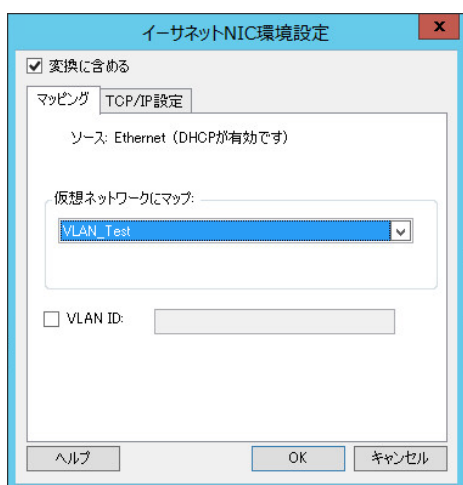 イーサネットNIC環境設定
x
変換に含める
マッピング TCP/IP設定
ソース: Ethernet (DHCPが有効です)
仮想ネットワークにマップ:
VLAN_Test
VLAN ID:
ヘルプ OK キャンセル